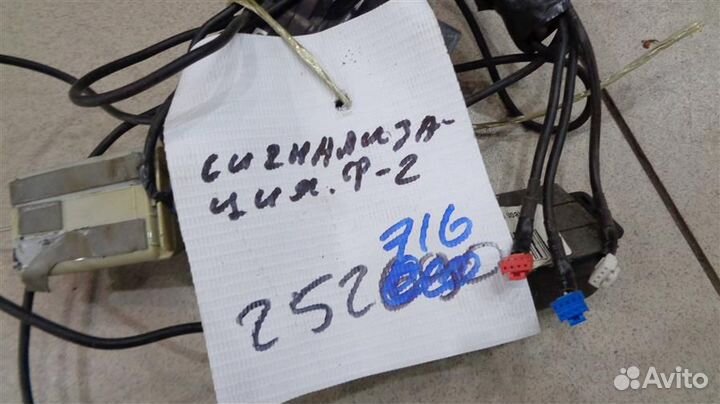 сигнализа-
ция. Ф-2
716
252
Avito